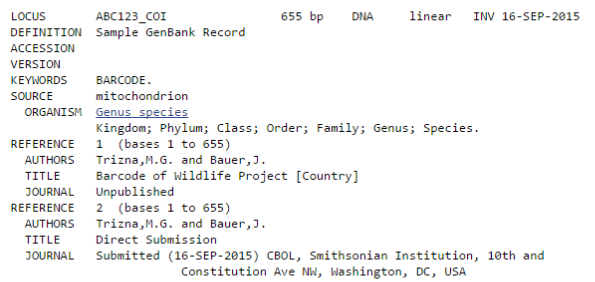 LOCUS       ABC123_COI                655 bp    DNA     linear   INV 16-SEP-2015
DEFINITION  Sample GenBank Record
ACCESSION
VERSION
KEYWORDS    BARCODE.
SOURCE      mitochondrion
  ORGANISM  Genus species
            Kingdom; Phylum; Class; Order; Family; Genus; Species.
REFERENCE   1  (bases 1 to 655)
  AUTHORS   Trizna,M.G. and Bauer,J.
  TITLE     Barcode of Wildlife Project [Country]
  JOURNAL   Unpublished
REFERENCE   2  (bases 1 to 655)
  AUTHORS   Trizna,M.G. and Bauer,J.
  TITLE     Direct Submission
  JOURNAL   Submitted (16-SEP-2015) CBOL, Smithsonian Institution, 10th and
            Constitution Ave NW, Washington, DC, USA